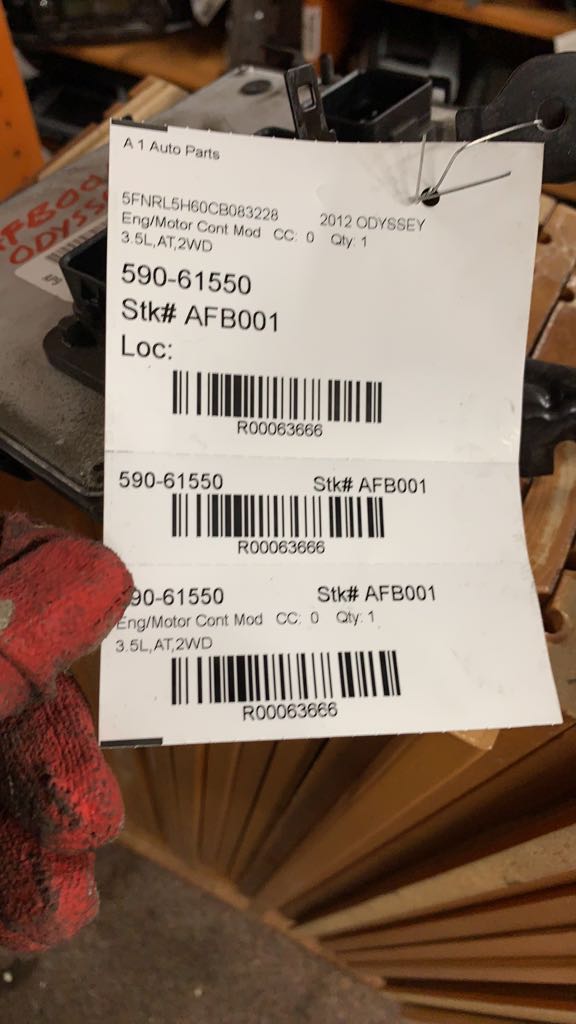 A 1 Auto Parts
5FNRL5H60CB083228 2012 ODYSSEY
Eng/Motor Cont Mod CC: 0 Qty: 1
3.5L,AT,2WD
590-61550
Stk# AFB001
Loc:
R00063666
590-61550 Stk# AFB001
R00063666
90-61550 Stk# AFB001
Eng/Motor Cont Mod CC: 0 Qty: 1
3.5L,AT,2WD
R00063666